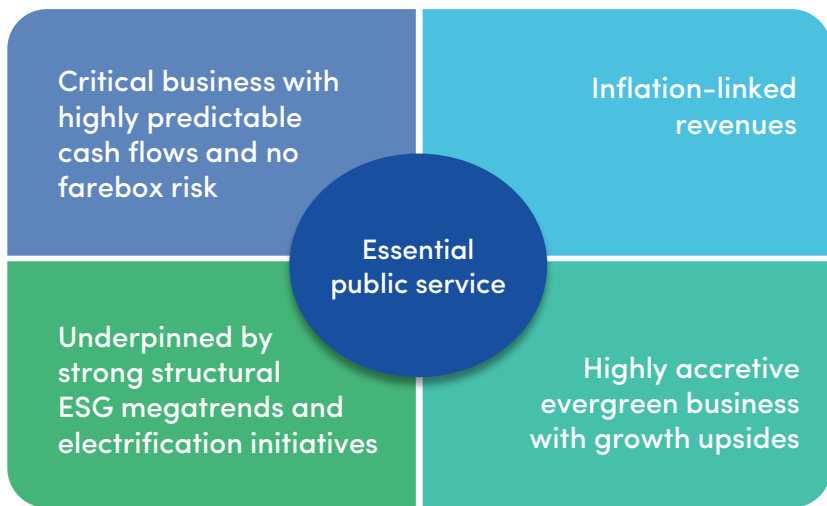 Critical business with
highly predictable
cash flows and no
farebox risk
Inflation-linked
revenues
Essential
public service
Underpinned by
strong structural
ESG megatrends and
electrification initiatives
Highly accretive
evergreen business
with growth upsides